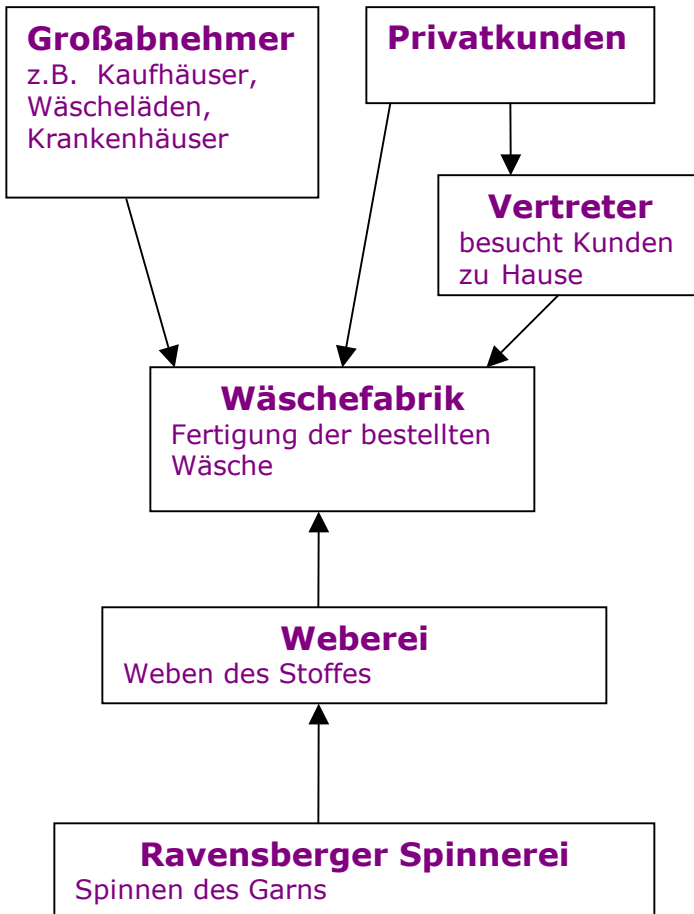 Großabnehmer
z.B. Kaufhäuser,
Wäscheläden,
Krankenhäuser
Privatkunden
Vertreter
besucht Kunden
zu Hause
Wäschefabrik
Fertigung der bestellten
Wäsche
Weberei
Weben des Stoffes
Ravensberger Spinnerei
Spinnen des Garns